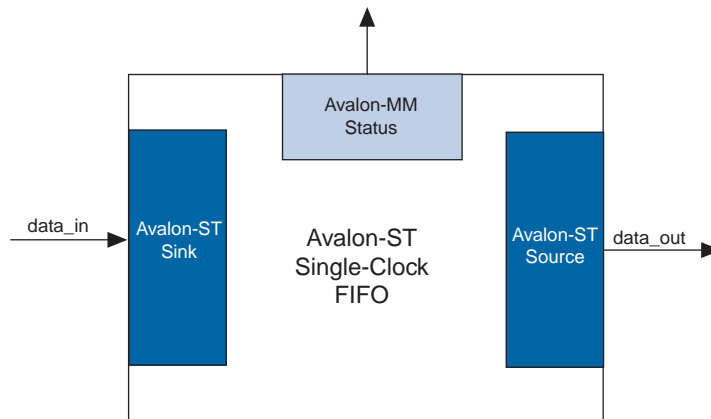 Avalon-MM
Status
data_in
Avalon-ST
Sink
Avalon-ST
Single-Clock
FIFO
Avalon-ST
Source
data_out